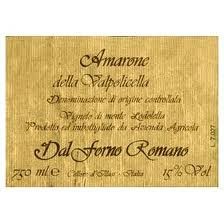 Amarone
della Valpolicella
Denominazione di origine controllata
Vigneto di monte Lodoletta
Prodotto ed imbottigliato da Azienda Agricola
Dal Forno Romano
750 ml. e Cellore d'Illasi - Italia 15% Vol